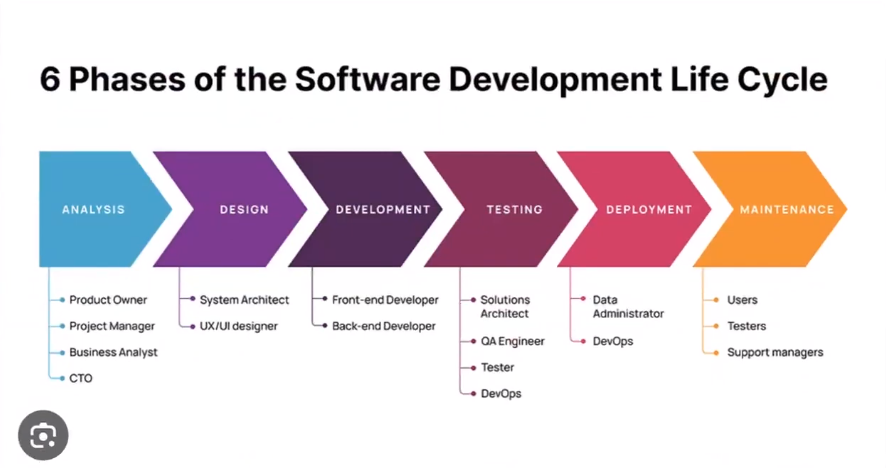 6 Phases of the Software Development Life Cycle
ANALYSIS
DESIGN
DEVELOPMENT
TESTING
DEPLOYMENT
MAINTENANCE
Product Owner
Project Manager
Business Analyst
CTO
System Architect
UX/UI designer
Front-end Developer
Back-end Developer
Solutions
Architect
QA Engineer
Tester
DevOps
Data
Administrator
DevOps
Users
Testers
Support managers